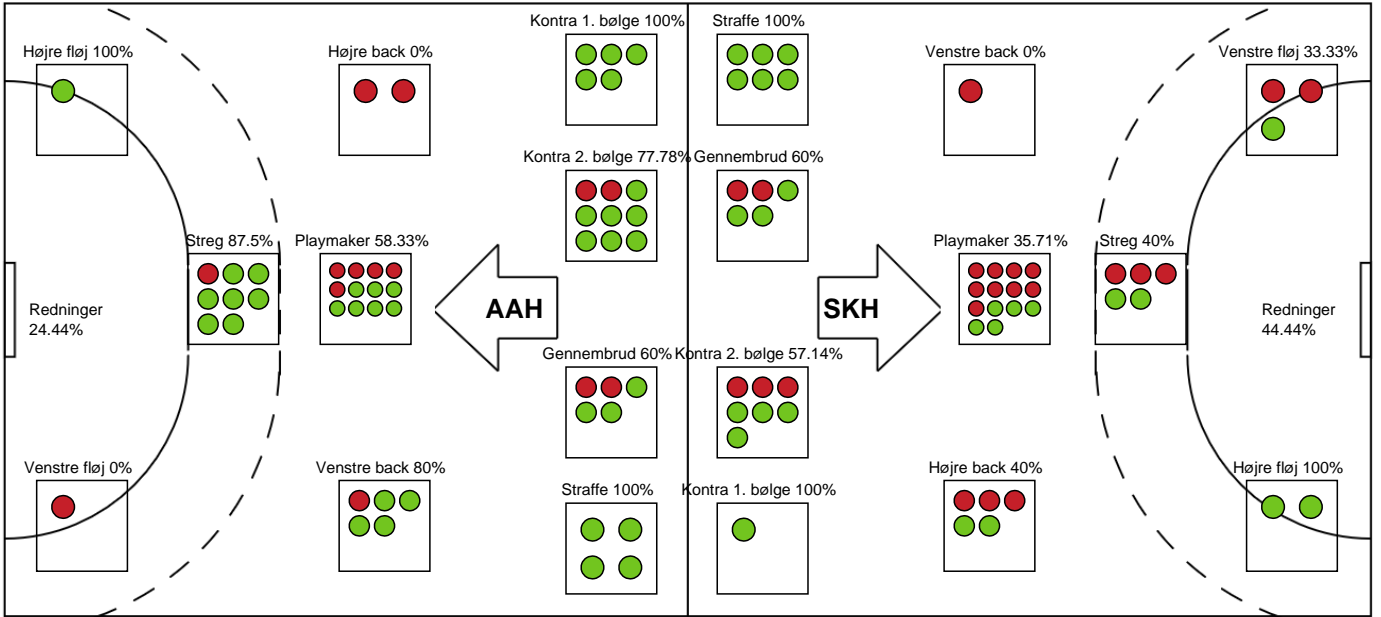 Kontra 1. bølge 100%
Straffe 100%
Højre fløj 100%
Højre back 0%
Venstre back 0%
Venstre fløj 33.33%
Kontra 2. bølge 77.78%
Gennembrud 60%
Streg 87.5%
Playmaker 58.33%
Playmaker 35.71%
Streg 40%
Redninger
24.44%
AAH
SKH
Redninger
44.44%
Gennembrud 60%
Kontra 2. bølge 57.14%
Venstre fløj 0%
Venstre back 80%
Højre back 40%
Højre fløj 100%
Straffe 100%
Kontra 1. bølge 100%